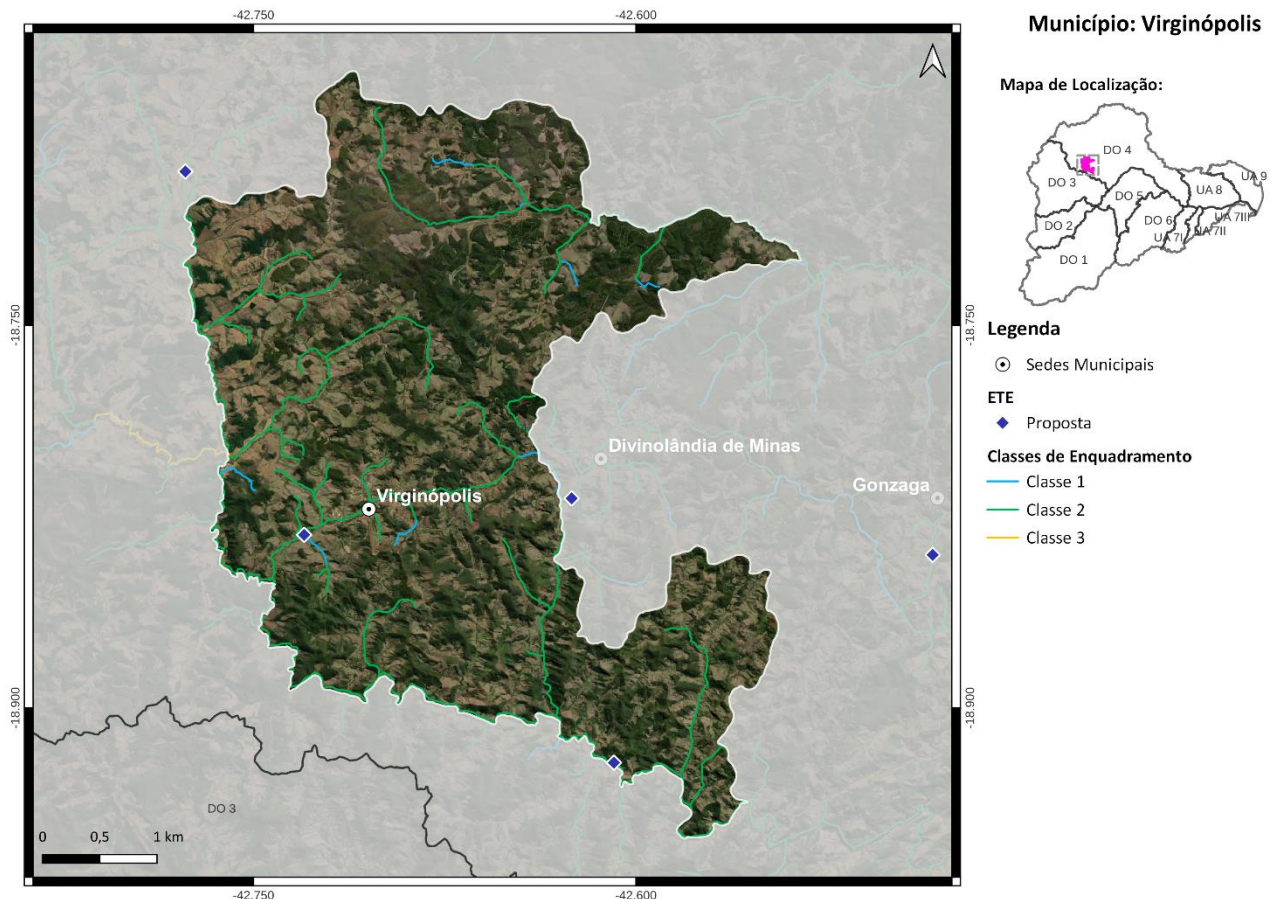 -42.750
-42.600
Município: Virginópolis
Mapa de Localização:
DO 4
DO 3
UA 9
UA 8
DO 5
DO 2
DO 6
UA 7III
UA 7II
UA 7I
DO 1
-18.750
-18.750
Legenda
Sedes Municipais
ETE
Proposta
Classes de Enquadramento
Classe 1
Classe 2
Classe 3
Divinolândia de Minas
Gonzaga
Virginópolis
-18.900
-18.900
DO 3
0 0,5 1 km
-42.750
-42.600